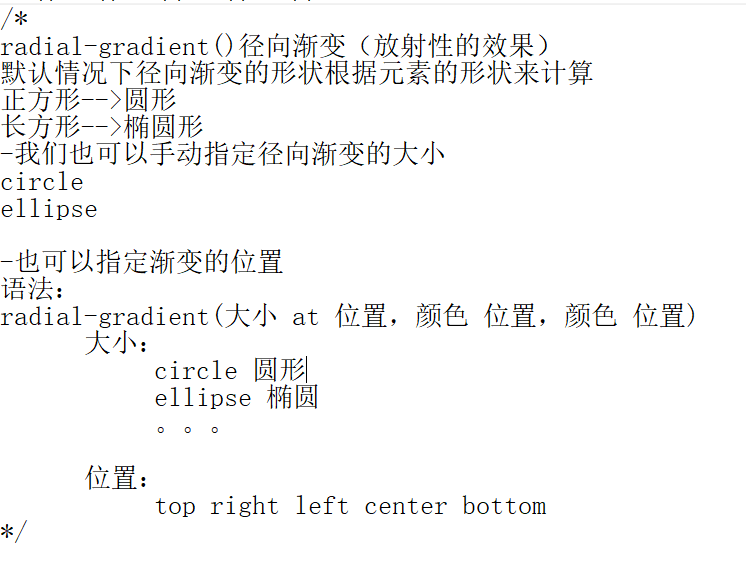 /*
radial-gradient()径向渐变（放射性的效果）
默认情况下径向渐变的形状根据元素的形状来计算
正方形-->圆形
长方形-->椭圆形
-我们也可以手动指定径向渐变的大小
circle
ellipse
-也可以指定渐变的位置
语法：
radial-gradient(大小 at 位置，颜色 位置，颜色 位置)
大小：
circle 圆形
ellipse 椭圆
。。。
位置：
top right left center bottom
*/